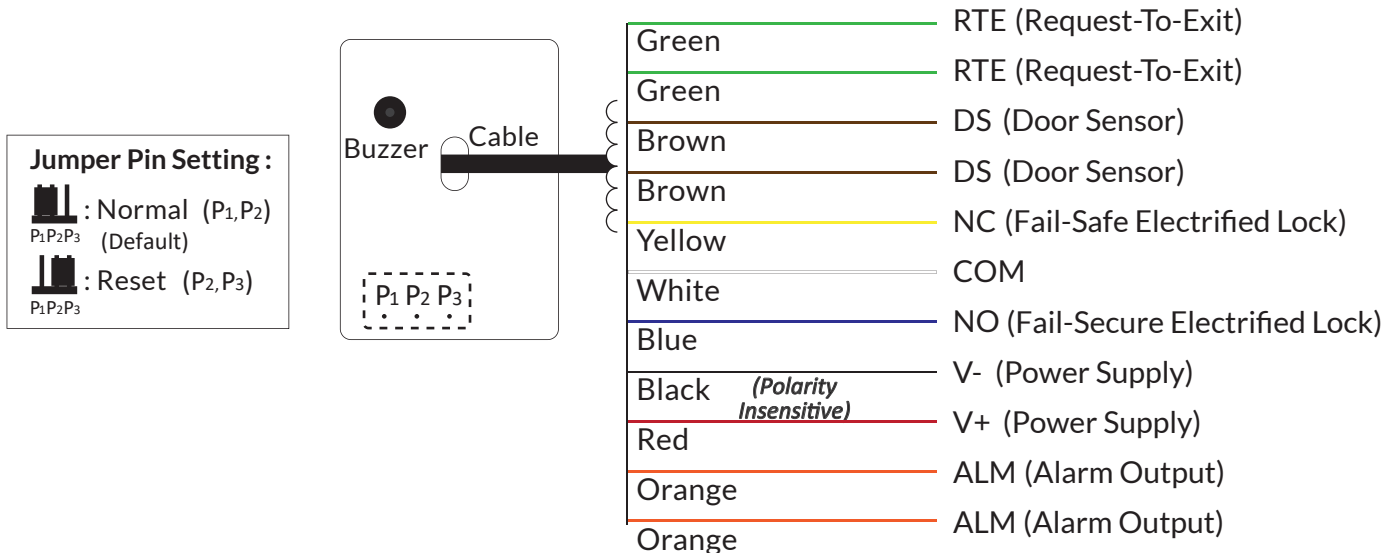 Jumper Pin Setting :
: Normal (P1,P2)
P1P2P3 (Default)
: Reset (P2,P3)
P1P2P3
Buzzer
Cable
P1 P2 P3
RTE (Request-To-Exit)
Green
RTE (Request-To-Exit)
Green
DS (Door Sensor)
Brown
DS (Door Sensor)
Brown
NC (Fail-Safe Electrified Lock)
Yellow
COM
White
NO (Fail-Secure Electrified Lock)
Blue
V- (Power Supply)
Black (Polarity
Insensitive)
V+ (Power Supply)
Red
ALM (Alarm Output)
Orange
ALM (Alarm Output)
Orange